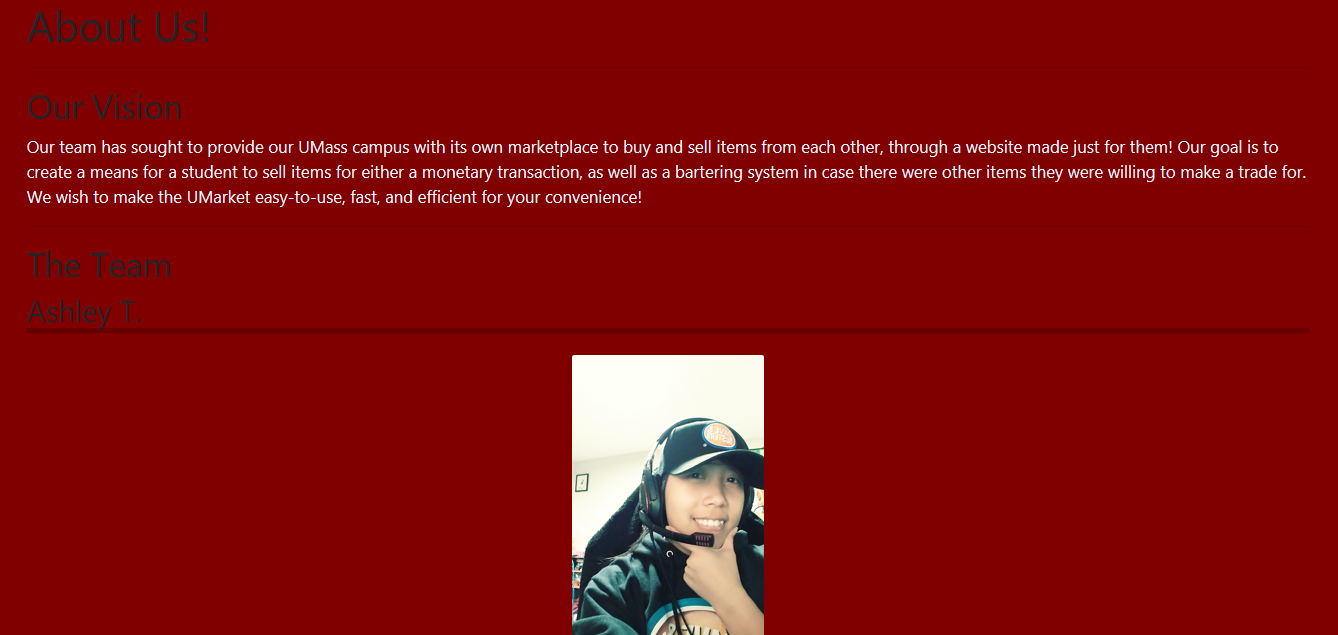 About Us!
Our Vision
Our team has sought to provide our UMass campus with its own marketplace to buy and sell items from each other, through a website made just for them! Our goal is to
create a means for a student to sell items for either a monetary transaction, as well as a bartering system in case there were other items they were willing to make a trade for.
We wish to make the UMarket easy-to-use, fast, and efficient for your convenience!
The Team
Ashley T.